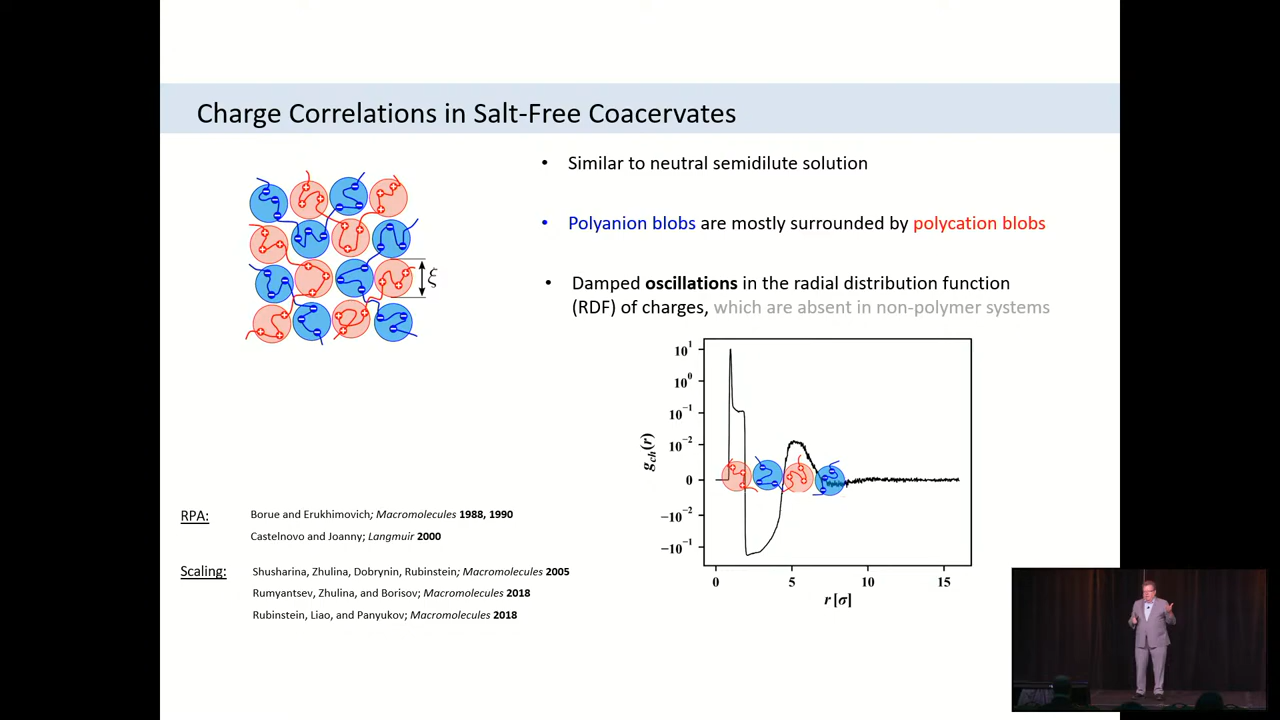 Charge Correlations in Salt-Free Coacervates
• Similar to neutral semidilute solution
• Polyanion blobs are mostly surrounded by polycation blobs
• Damped oscillations in the radial distribution function
(RDF) of charges, which are absent in non-polymer systems
ξ
10¹
10⁰
10⁻¹
10⁻²
0
−10⁻²
−10⁻¹
g_ch(r)
0 5 10 15
r [σ]
RPA: Borue and Erukhimovich; Macromolecules 1988, 1990
Castelnovo and Joanny; Langmuir 2000
Scaling: Shusharina, Zhulina, Dobrynin, Rubinstein; Macromolecules 2005
Rumyantsev, Zhulina, and Borisov; Macromolecules 2018
Rubinstein, Liao, and Panyukov; Macromolecules 2018